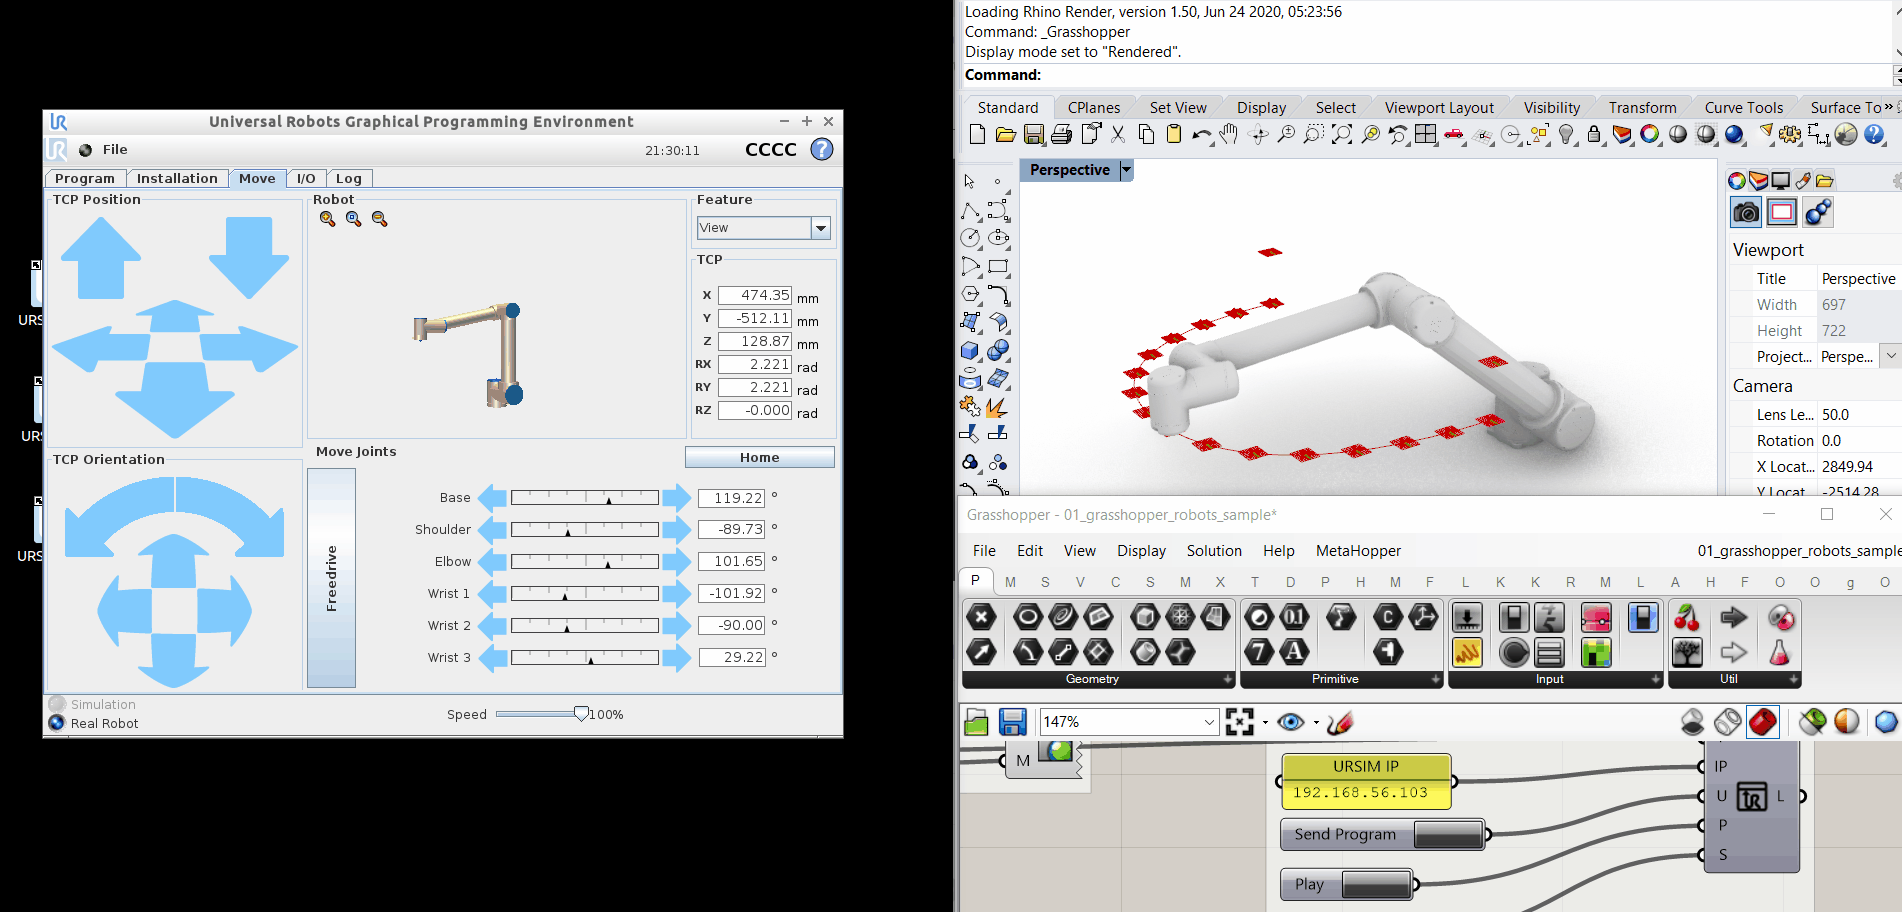 UR
Universal Robots Graphical Programming Environment
UR
File
21:30:11
CCCC
?
Program
Installation
Move
I/O
Log
TCP Position
Robot
Feature
View
TCP
X 474.35 mm
Y -512.11 mm
Z 128.87 mm
RX 2.221 rad
RY 2.221 rad
RZ -0.000 rad
TCP Orientation
Move Joints
Home
Freedrive
Base 119.22 °
Shoulder -89.73 °
Elbow 101.65 °
Wrist 1 -101.92 °
Wrist 2 -90.00 °
Wrist 3 29.22 °
Simulation
Real Robot
Speed 100%
URS
URS
URS
Loading Rhino Render, version 1.50, Jun 24 2020, 05:23:56
Command: _Grasshopper
Display mode set to "Rendered".
Command:
Standard CPlanes Set View Display Select Viewport Layout Visibility Transform Curve Tools Surface To »
Perspective
Viewport
Title Perspective
Width 697
Height 722
Project... Perspe...
Camera
Lens Le... 50.0
Rotation 0.0
X Locat... 2849.94
Y Locat... -2514.28
Grasshopper - 01_grasshopper_robots_sample*
File Edit View Display Solution Help MetaHopper 01_grasshopper_robots_sample
P M S V C S M X T D P H M F L K K R M L A H F O O g O
Geometry
Primitive
Input
Util
147%
M
URSIM IP
192.168.56.103
Send Program
Play
IP
U
P
S
UR
L